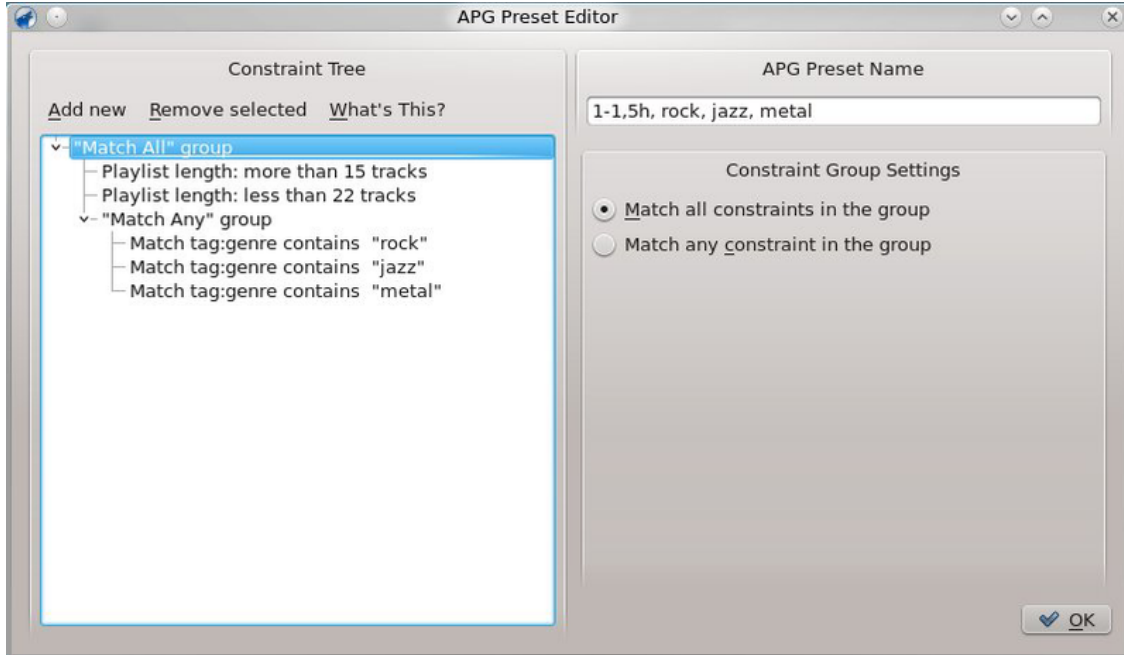 APG Preset Editor
Constraint Tree
Add new Remove selected What's This?
"Match All" group
Playlist length: more than 15 tracks
Playlist length: less than 22 tracks
"Match Any" group
Match tag:genre contains "rock"
Match tag:genre contains "jazz"
Match tag:genre contains "metal"
APG Preset Name
1-1,5h, rock, jazz, metal
Constraint Group Settings
Match all constraints in the group
Match any constraint in the group
OK